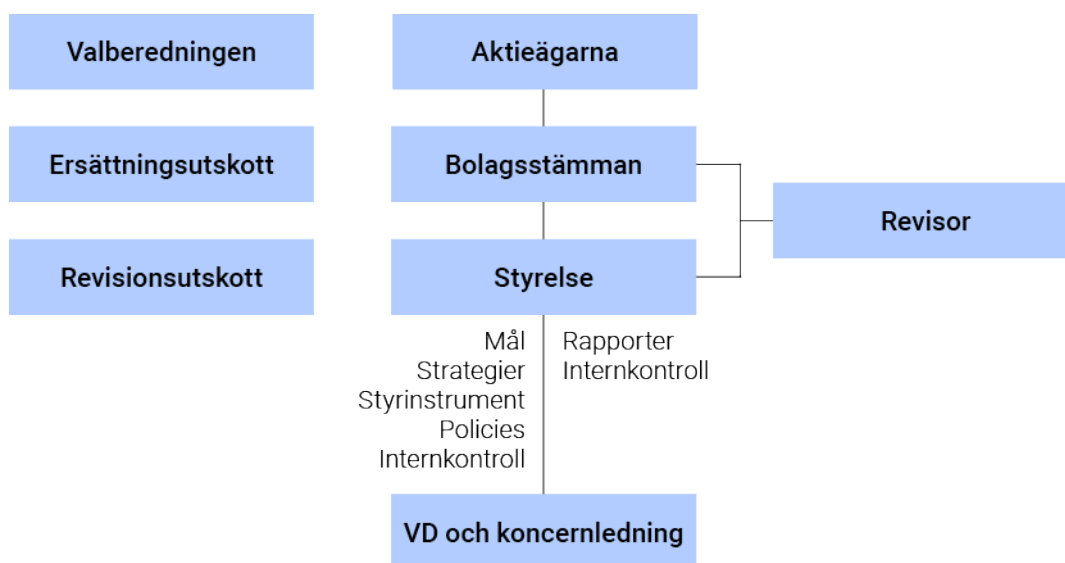 Valberedningen
Aktieägarna
Ersättningsutskott
Bolagsstämman
Revisor
Revisionsutskott
Styrelse
Mål
Strategier
Styrinstrument
Policies
Internkontroll
Rapporter
Internkontroll
VD och koncernledning